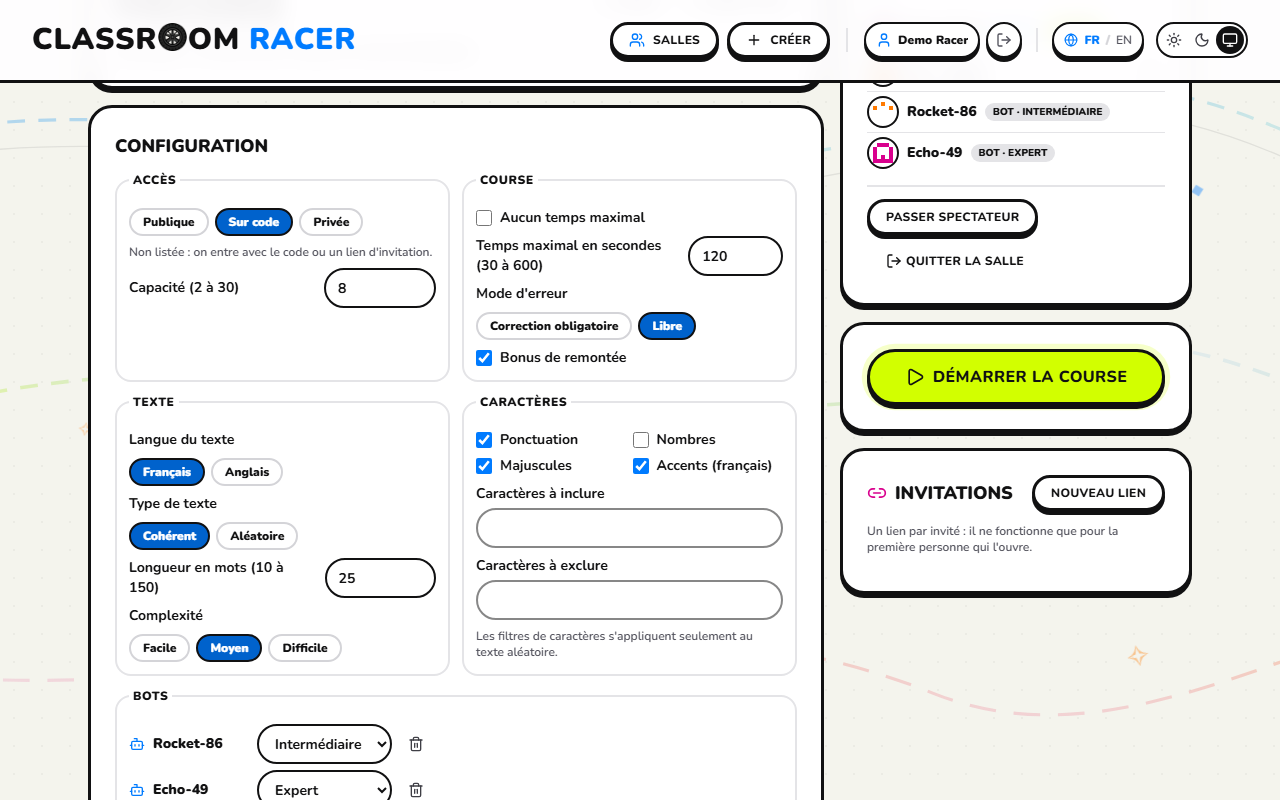 CLASSROOM RACER
SALLES
CRÉER
Demo Racer
FR / EN
CONFIGURATION
ACCÈS
Publique
Sur code
Privée
Non listée : on entre avec le code ou un lien d'invitation.
Capacité (2 à 30)
8
COURSE
Aucun temps maximal
Temps maximal en secondes
(30 à 600)
120
Mode d'erreur
Correction obligatoire
Libre
Bonus de remontée
TEXTE
Langue du texte
Français
Anglais
Type de texte
Cohérent
Aléatoire
Longueur en mots (10 à
150)
25
Complexité
Facile
Moyen
Difficile
CARACTÈRES
Ponctuation
Nombres
Majuscules
Accents (français)
Caractères à inclure
Caractères à exclure
Les filtres de caractères s'appliquent seulement au
texte aléatoire.
BOTS
Rocket-86
Intermédiaire
Echo-49
Expert
Rocket-86
BOT · INTERMÉDIAIRE
Echo-49
BOT · EXPERT
PASSER SPECTATEUR
QUITTER LA SALLE
DÉMARRER LA COURSE
INVITATIONS
NOUVEAU LIEN
Un lien par invité : il ne fonctionne que pour la
première personne qui l'ouvre.